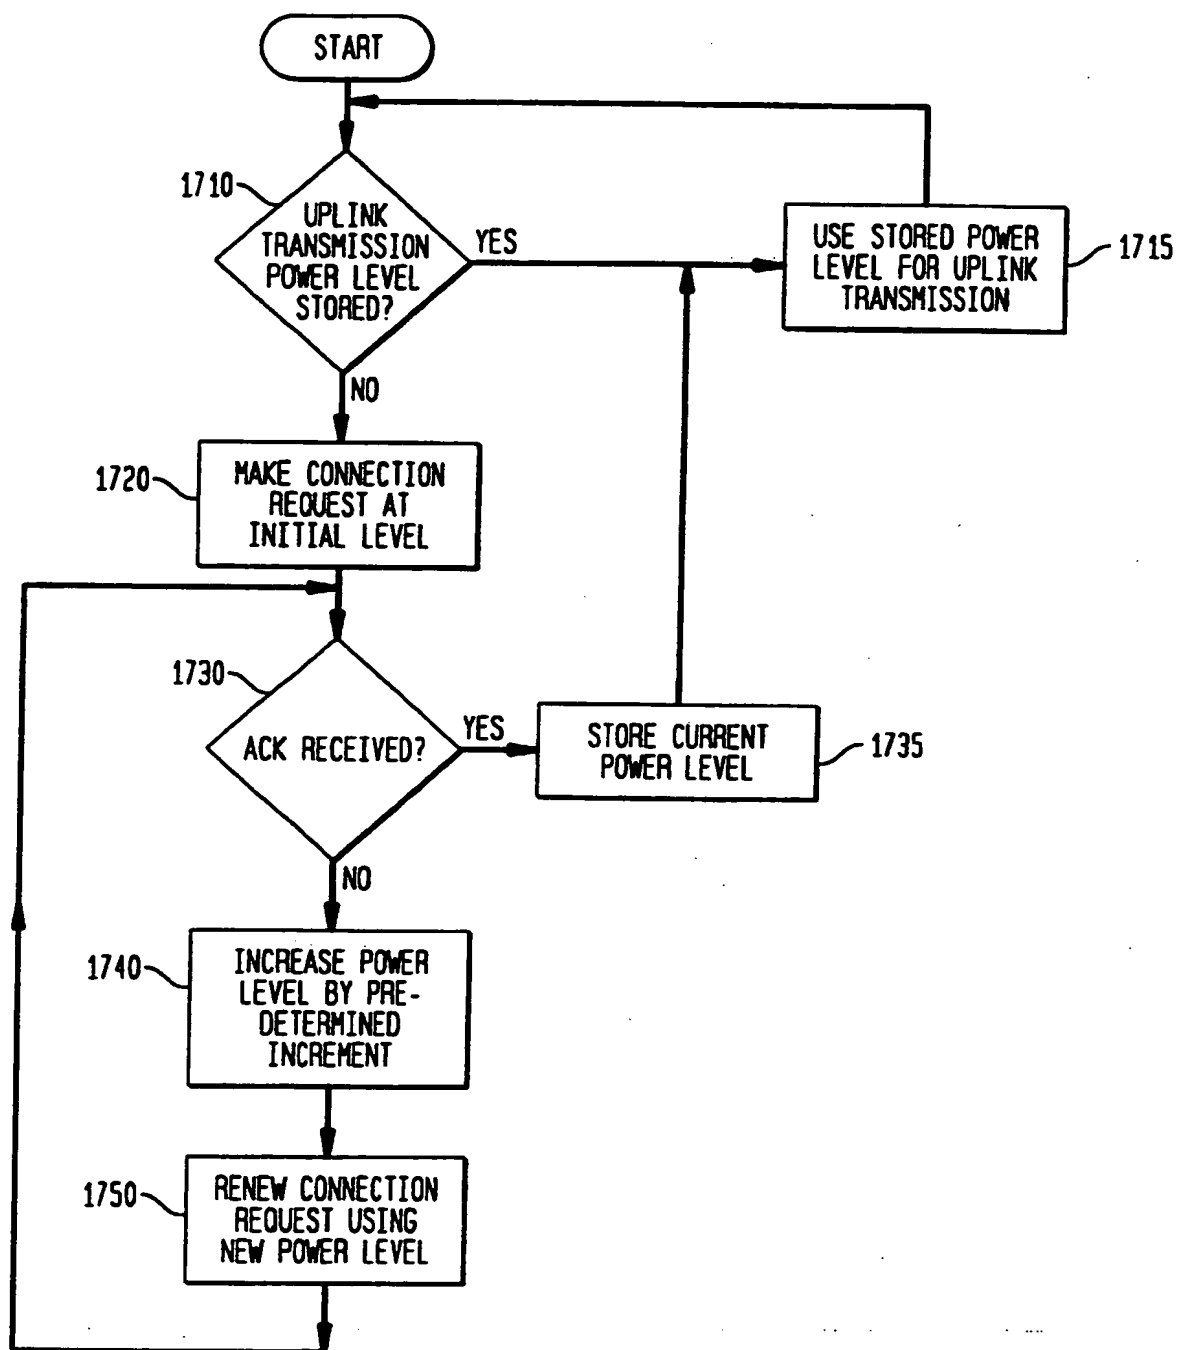 START
1710
UPLINK
TRANSMISSION
POWER LEVEL
STORED?
YES
USE STORED POWER
LEVEL FOR UPLINK
TRANSMISSION
1715
NO
1720
MAKE CONNECTION
REQUEST AT
INITIAL LEVEL
1730
ACK RECEIVED?
YES
STORE CURRENT
POWER LEVEL
1735
NO
1740
INCREASE POWER
LEVEL BY PRE-
DETERMINED
INCREMENT
1750
RENEW CONNECTION
REQUEST USING
NEW POWER LEVEL